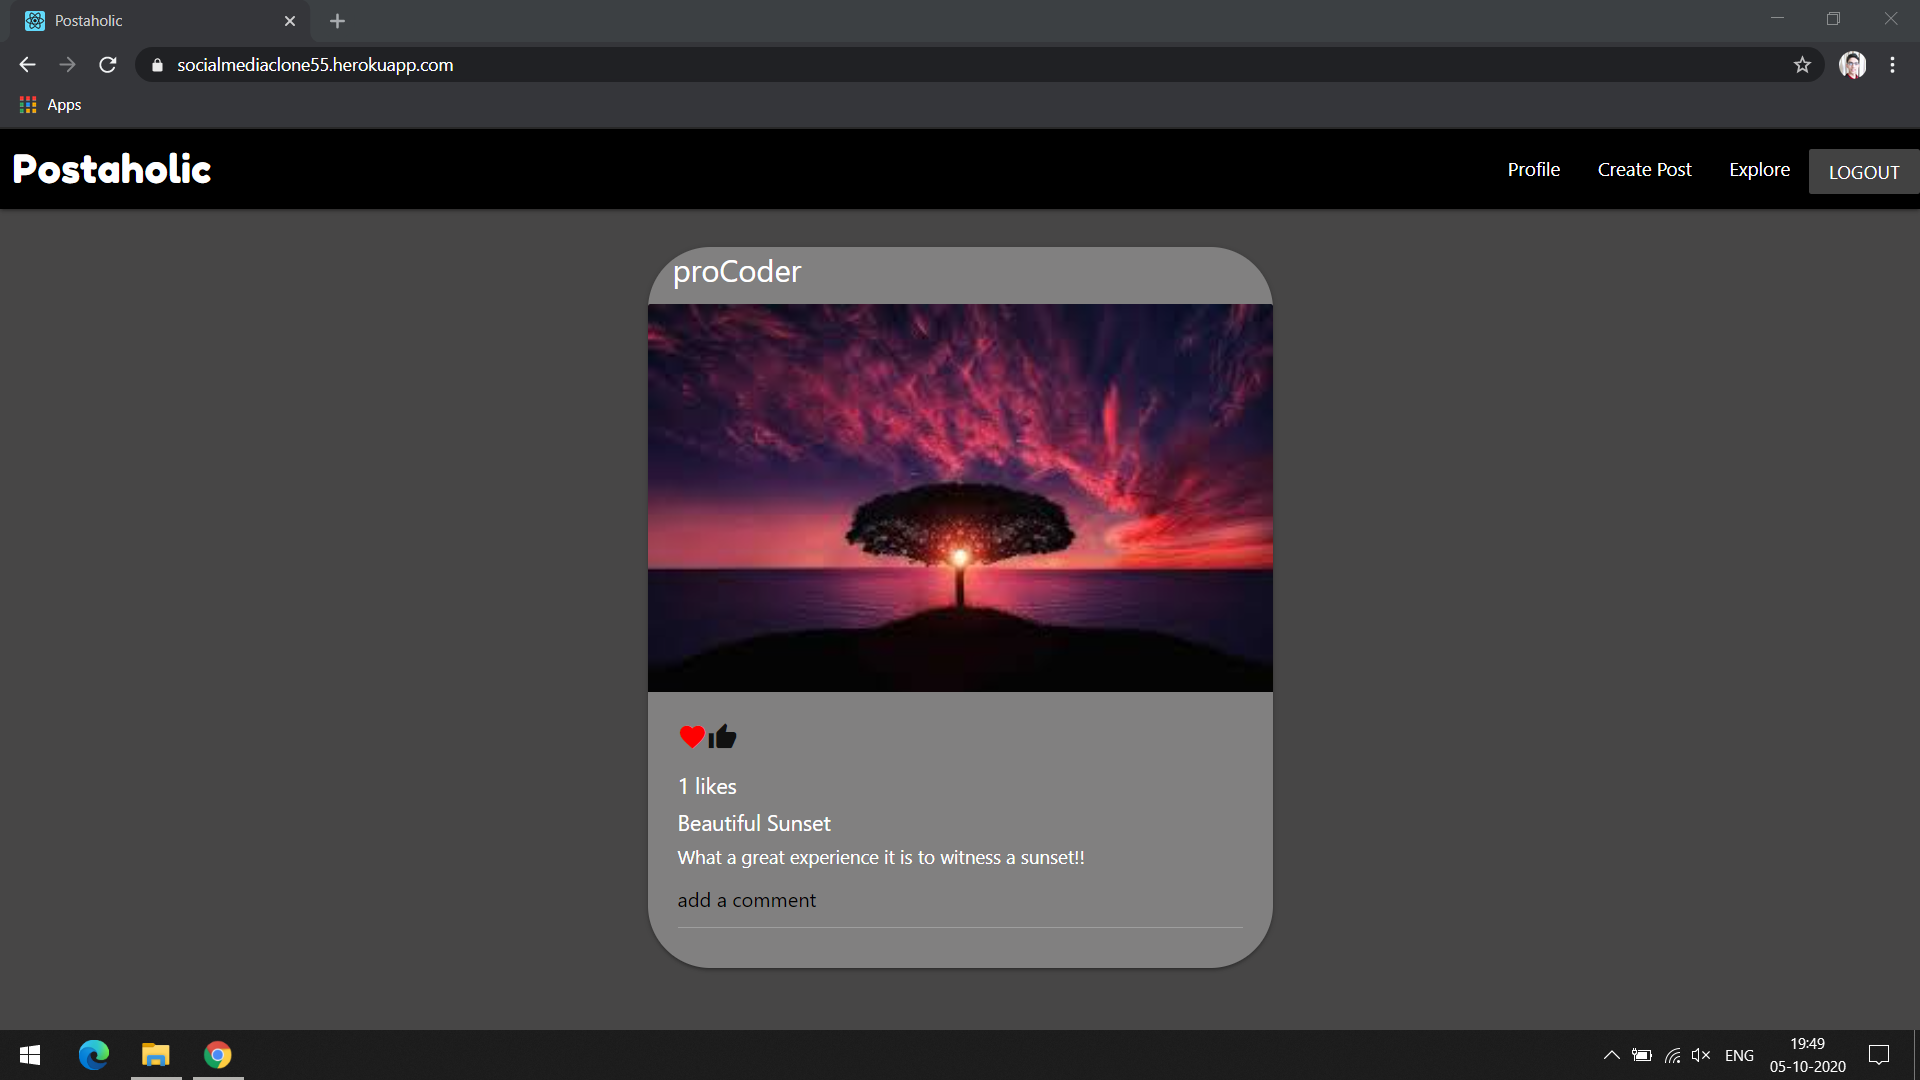 Postaholic
socialmediaclone55.herokuapp.com
Apps
Postaholic
Profile
Create Post
Explore
LOGOUT
proCoder
1 likes
Beautiful Sunset
What a great experience it is to witness a sunset!!
add a comment
ENG
19:49
05-10-2020